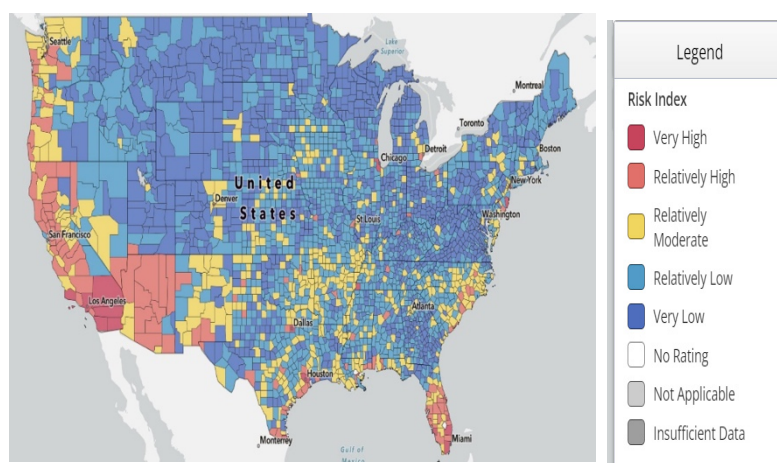 Seattle
Lake
Superior
Montreal
Toronto
Boston
Detroit
Chicago
New York
United
States
Denver
St Louis
Washington
San Francisco
Los Angeles
Atlanta
Dallas
Houston
Miami
Monterrey
Gulf of
Mexico
Legend
Risk Index
Very High
Relatively High
Relatively
Moderate
Relatively Low
Very Low
No Rating
Not Applicable
Insufficient Data